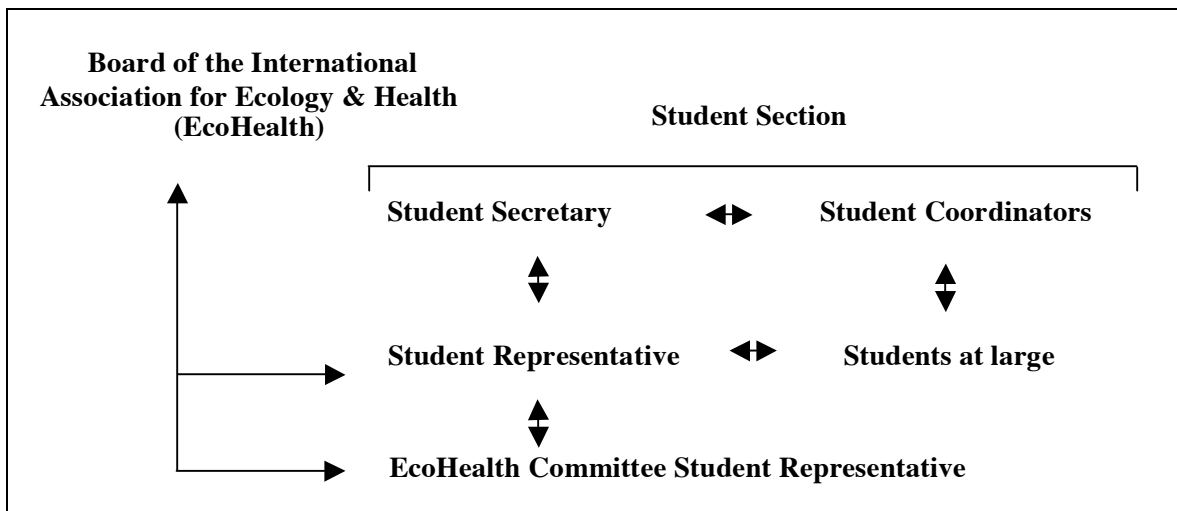 Board of the International
Association for Ecology & Health
(EcoHealth)
Student Section
Student Secretary
Student Coordinators
Student Representative
Students at large
EcoHealth Committee Student Representative